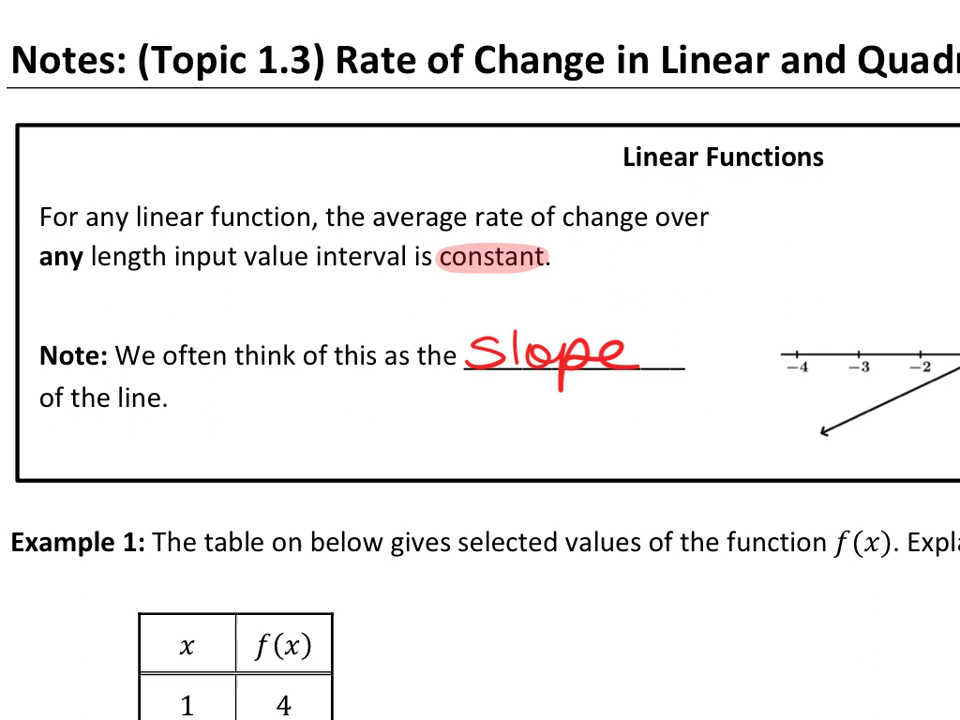 Notes: (Topic 1.3) Rate of Change in Linear and Quadr
Linear Functions
For any linear function, the average rate of change over
any length input value interval is constant.
Note: We often think of this as the slope
of the line.
−4 −3 −2
Example 1: The table on below gives selected values of the function f(x). Expla
x f(x)
1 4